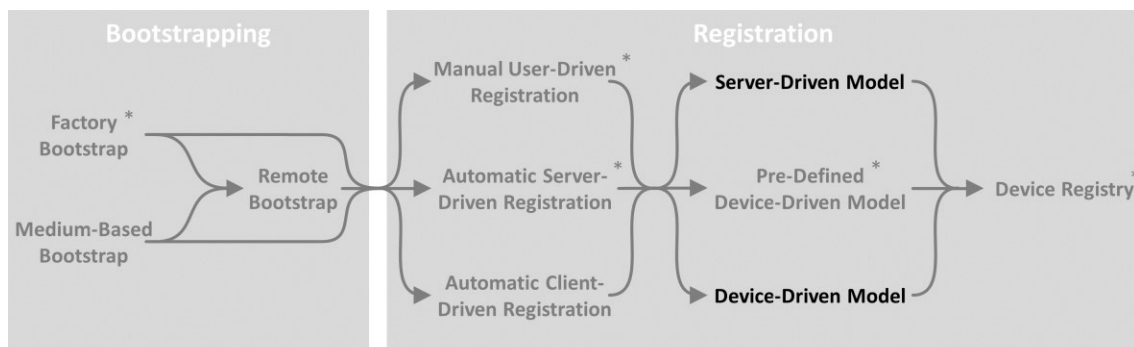 Bootstrapping
Factory *
Bootstrap
Medium-Based
Bootstrap
Remote
Bootstrap
Registration
Manual User-Driven *
Registration
Automatic Server- *
Driven Registration
Automatic Client-
Driven Registration
Server-Driven Model
Pre-Defined *
Device-Driven Model
Device-Driven Model
Device Registry *